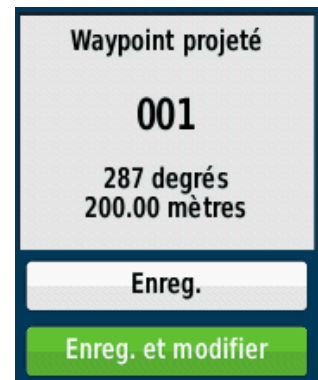 Waypoint projeté
001
287 degrés
200.00 mètres
Enreg.
Enreg. et modifier